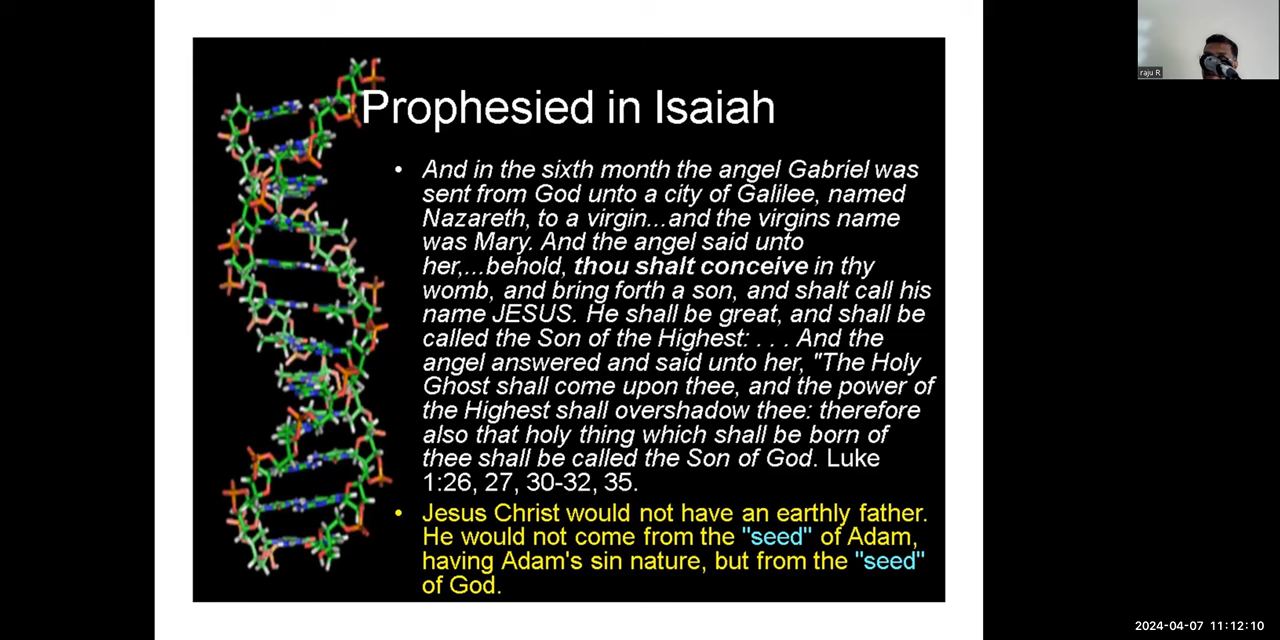 Prophesied in Isaiah
• And in the sixth month the angel Gabriel was
sent from God unto a city of Galilee, named
Nazareth, to a virgin...and the virgins name
was Mary. And the angel said unto
her,...behold, thou shalt conceive in thy
womb, and bring forth a son, and shalt call his
name JESUS. He shall be great, and shall be
called the Son of the Highest: . . . And the
angel answered and said unto her, "The Holy
Ghost shall come upon thee, and the power of
the Highest shall overshadow thee: therefore
also that holy thing which shall be born of
thee shall be called the Son of God. Luke
1:26, 27, 30-32, 35.
• Jesus Christ would not have an earthly father.
He would not come from the "seed" of Adam,
having Adam's sin nature, but from the "seed"
of God.
raju R
2024-04-07 11:12:10